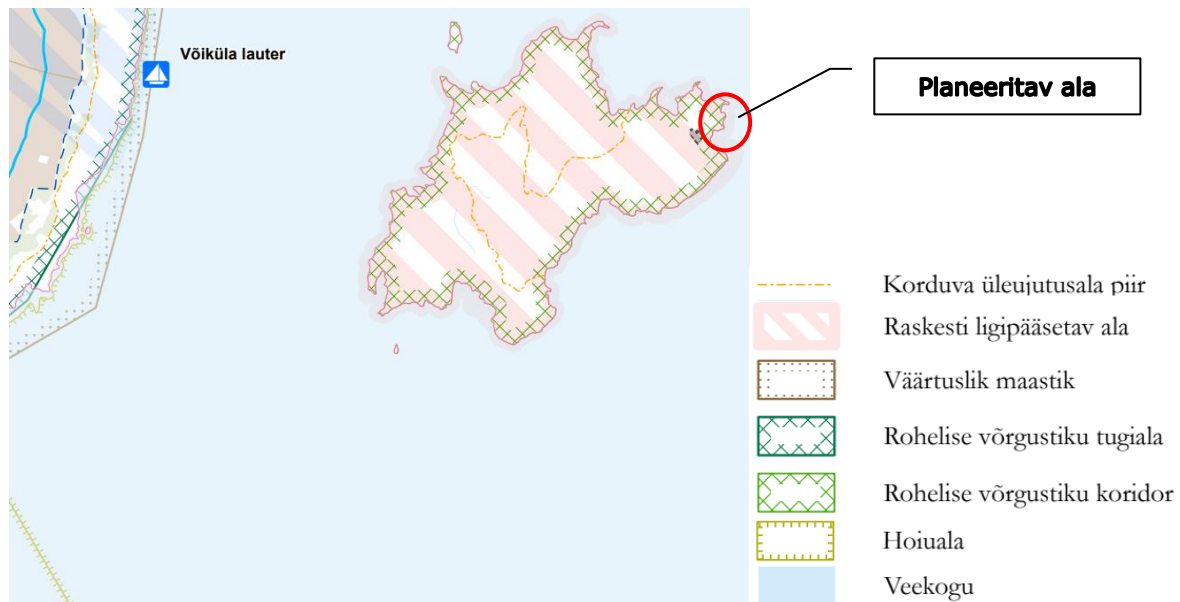 Võiküla lauter
Planeeritav ala
Korduva üleujutusala piir
Raskesti ligipääsetav ala
Väärtuslik maastik
Rohelise võrgustiku tugiala
Rohelise võrgustiku koridor
Hoiuala
Veekogu